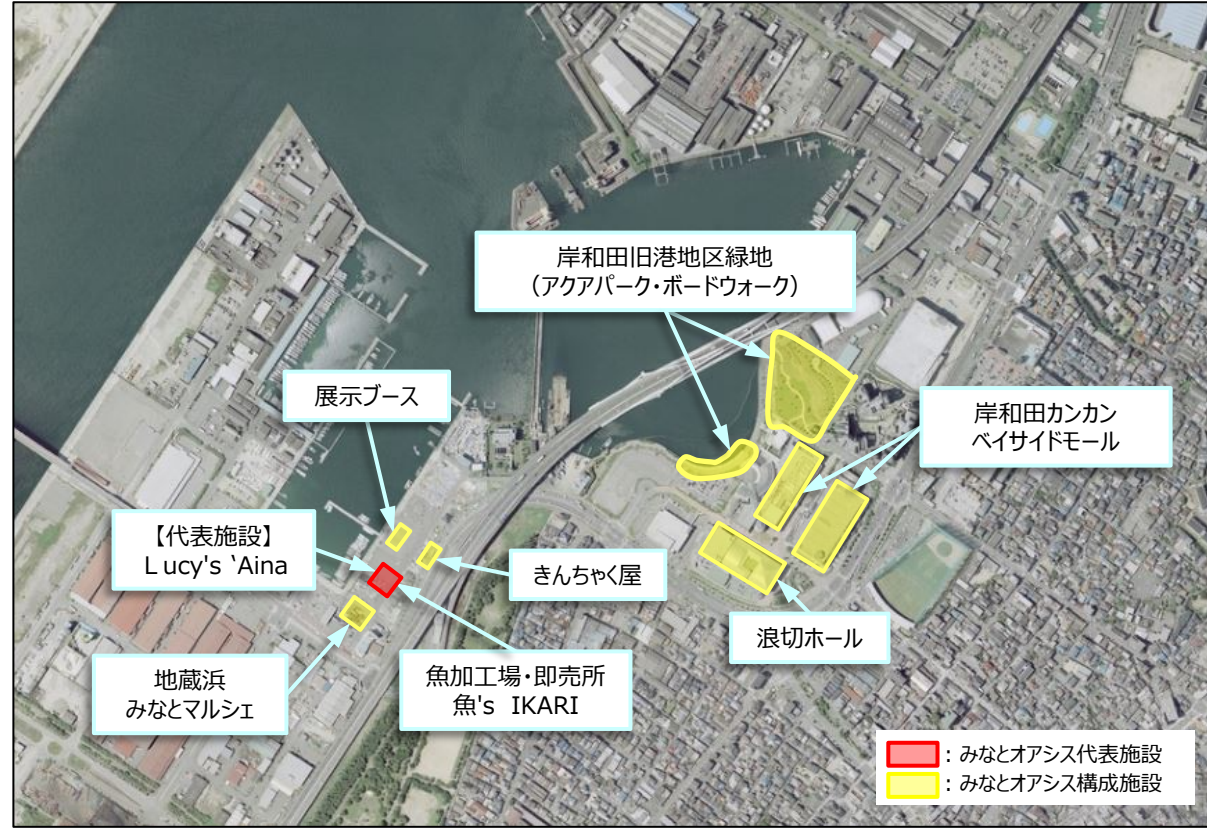 岸和田旧港地区緑地
（アクアパーク・ボードウォーク）
展示ブース
岸和田カンカン
ベイサイドモール
【代表施設】
Lucy's ‘Aina
きんちゃく屋
浪切ホール
地蔵浜
みなとマルシェ
魚加工場・即売所
魚's IKARI
：みなとオアシス代表施設
：みなとオアシス構成施設